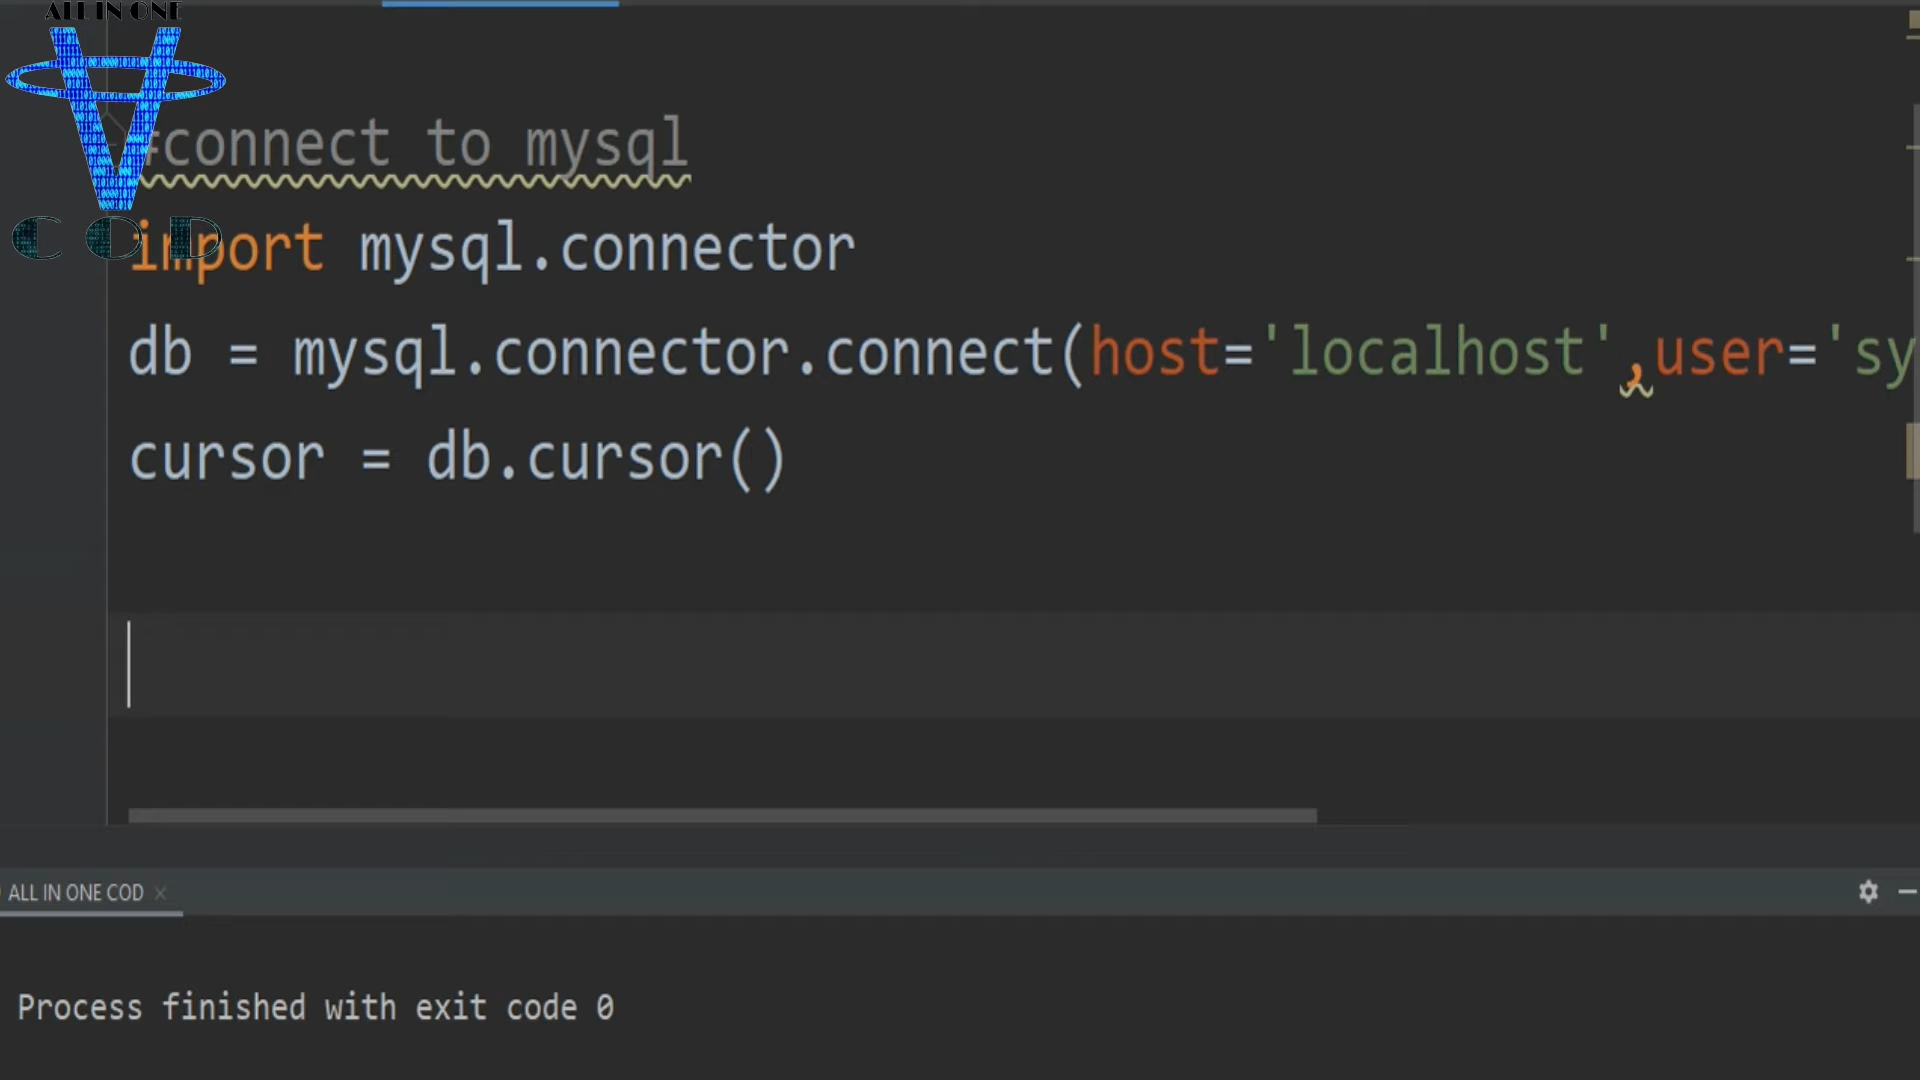 ALL IN ONE
#connect to mysql
COD
import mysql.connector
db = mysql.connector.connect(host='localhost',user='sy
cursor = db.cursor()
ALL IN ONE COD
Process finished with exit code 0